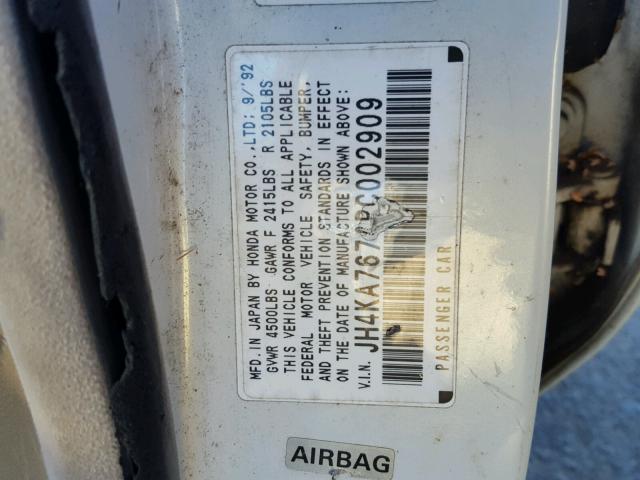 MFD. IN JAPAN BY HONDA MOTOR CO.,LTD: 9/'92
GVWR 4500LBS GAWR F 2415LBS R 2105LBS
THIS VEHICLE CONFORMS TO ALL APPLICABLE
FEDERAL MOTOR VEHICLE SAFETY, BUMPER,
AND THEFT PREVENTION STANDARDS IN EFFECT
ON THE DATE OF MANUFACTURE SHOWN ABOVE:
V.I.N.
PASSENGER CAR
AIRBAG